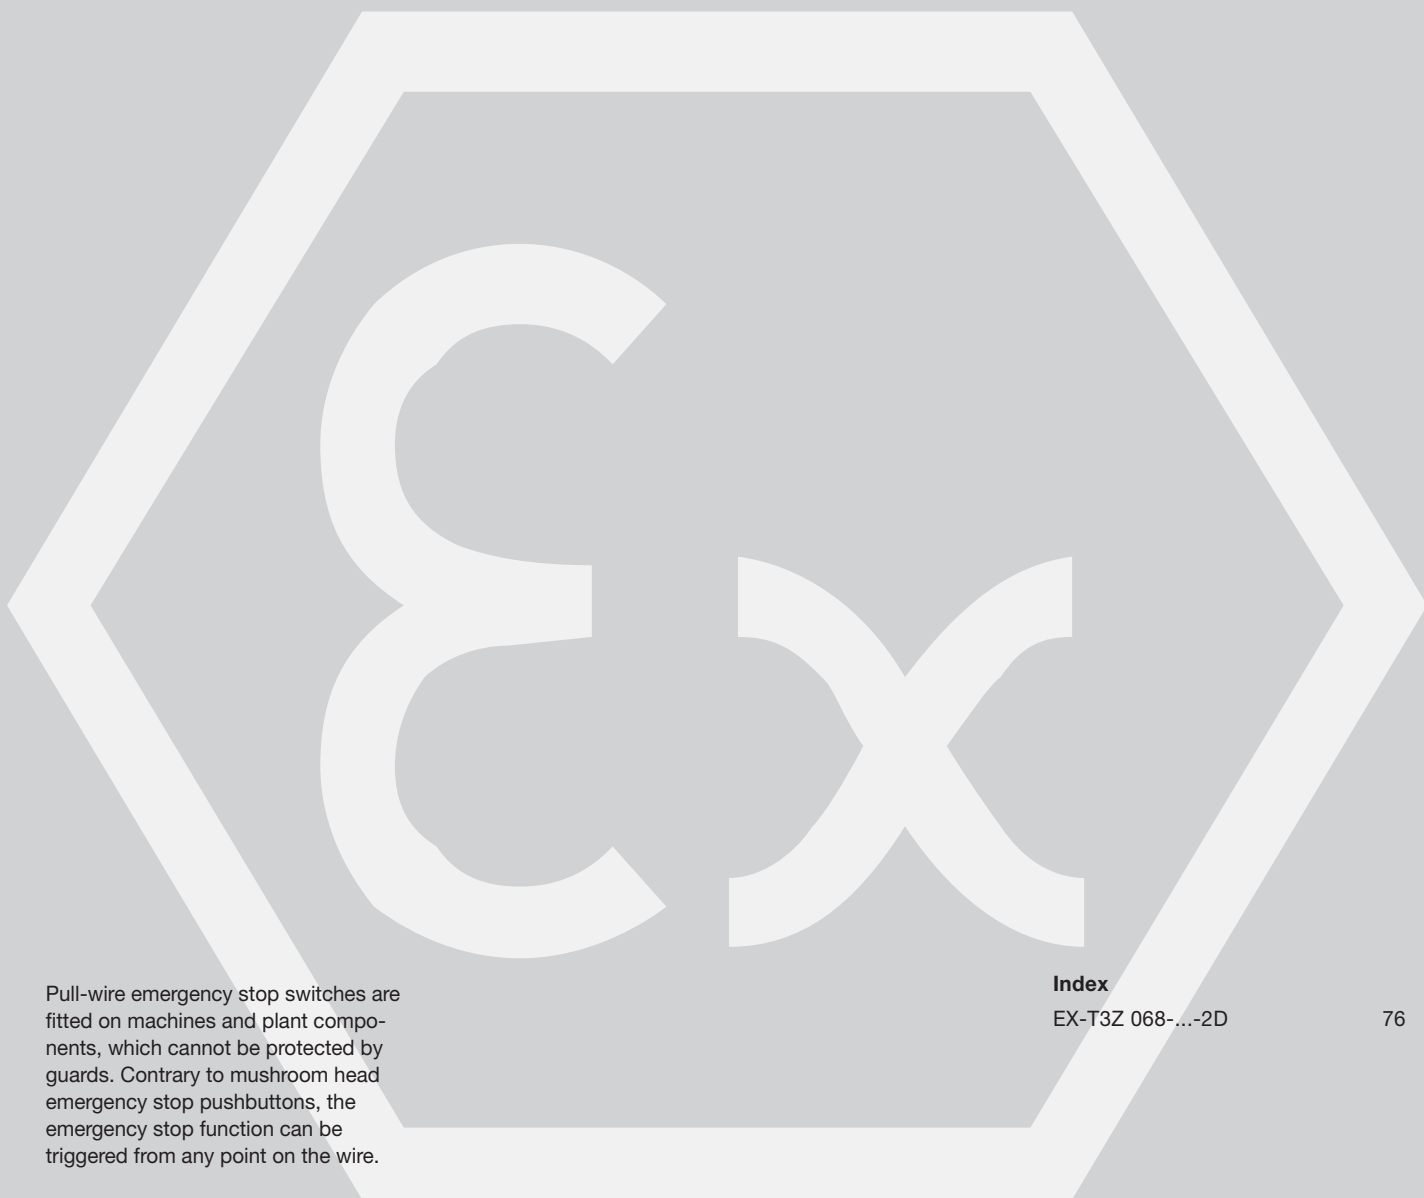 Ex
Pull-wire emergency stop switches are
fitted on machines and plant compo-
nents, which cannot be protected by
guards. Contrary to mushroom head
emergency stop pushbuttons, the
emergency stop function can be
triggered from any point on the wire.
Index
EX-T3Z 068-...-2D 76